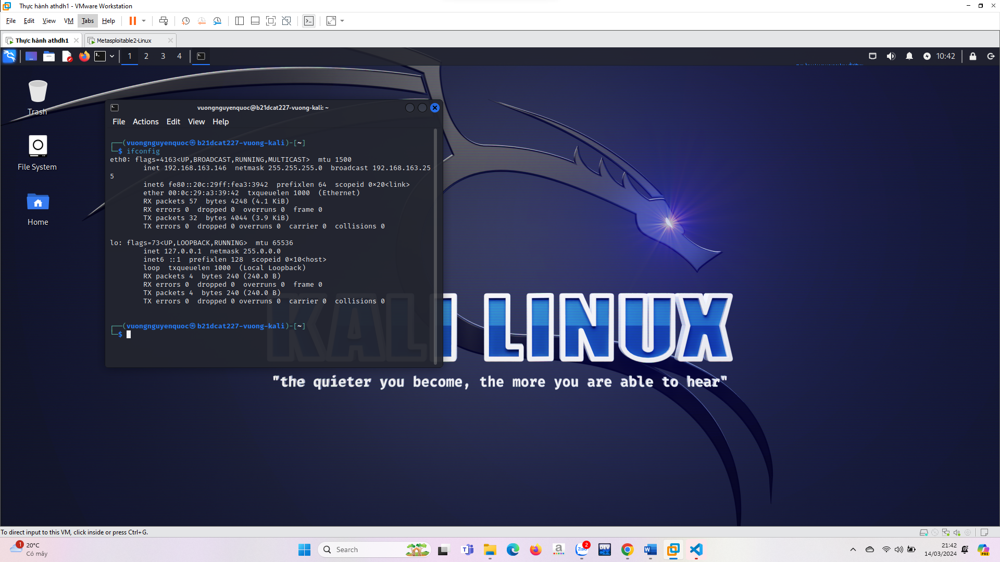 Thực hành athdh1 - VMware Workstation
File Edit View VM Tabs Help
Thực hành athdh1 Metasploitable2-Linux
1 2 3 4 10:42
Trash
File System
Home
vuongnguyenquoc@b21dcat227-vuong-kali: ~
File Actions Edit View Help
┌──(vuongnguyenquoc㉿b21dcat227-vuong-kali)-[~]
└─$ ifconfig
eth0: flags=4163<UP,BROADCAST,RUNNING,MULTICAST>  mtu 1500
        inet 192.168.163.146  netmask 255.255.255.0  broadcast 192.168.163.25
5
        inet6 fe80::20c:29ff:fea3:3942  prefixlen 64  scopeid 0×20<link>
        ether 00:0c:29:a3:39:42  txqueuelen 1000  (Ethernet)
        RX packets 57  bytes 4248 (4.1 KiB)
        RX errors 0  dropped 0  overruns 0  frame 0
        TX packets 32  bytes 4044 (3.9 KiB)
        TX errors 0  dropped 0 overruns 0  carrier 0  collisions 0
lo: flags=73<UP,LOOPBACK,RUNNING>  mtu 65536
        inet 127.0.0.1  netmask 255.0.0.0
        inet6 ::1  prefixlen 128  scopeid 0×10<host>
        loop  txqueuelen 1000  (Local Loopback)
        RX packets 4  bytes 240 (240.0 B)
        RX errors 0  dropped 0  overruns 0  frame 0
        TX packets 4  bytes 240 (240.0 B)
        TX errors 0  dropped 0 overruns 0  carrier 0  collisions 0
┌──(vuongnguyenquoc㉿b21dcat227-vuong-kali)-[~]
└─$
KALI LINUX
"the quieter you become, the more you are able to hear"
To direct input to this VM, click inside or press Ctrl+G.
1
20°C
Có mây
Search
a
Zalo
2
DEV
W
21:42
14/03/2024
PRE